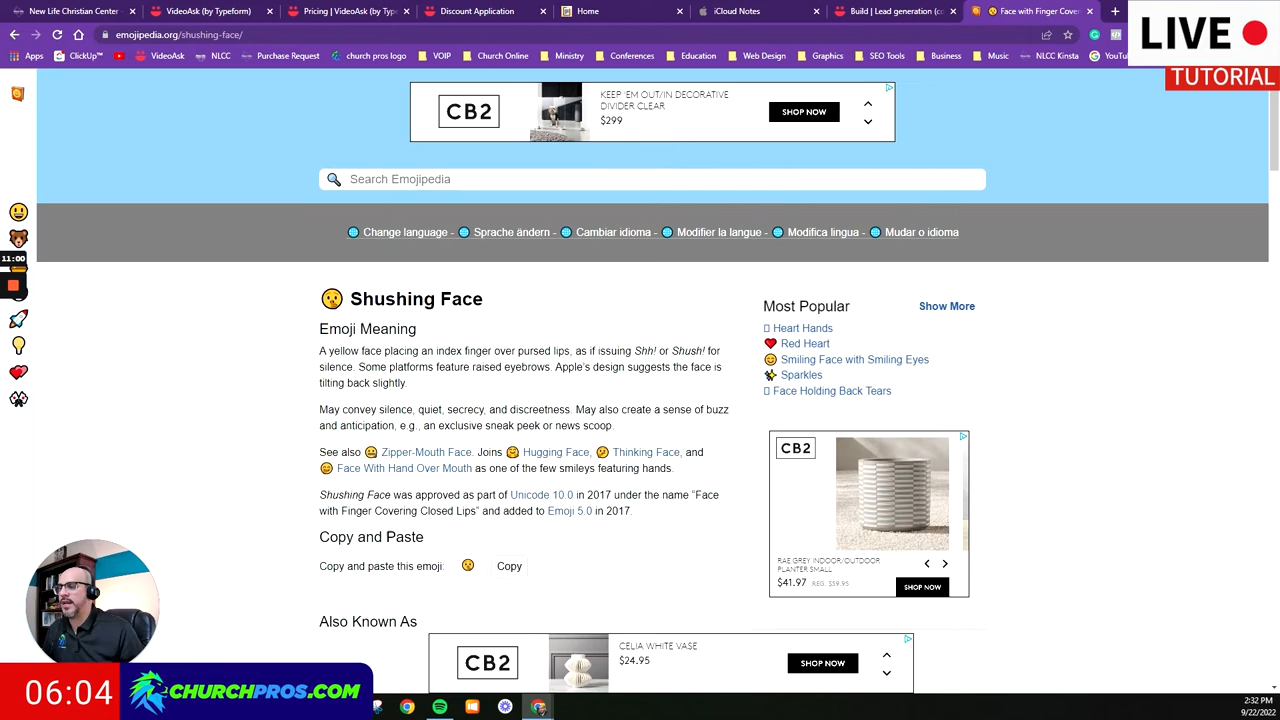 New Life Christian Center -
VideoAsk (by Typeform)
Pricing | VideoAsk (by Type
Discount Application
Home
iCloud Notes
Build | Lead generation (co
Face with Finger Cover
emojipedia.org/shushing-face/
Apps
ClickUp™
VideoAsk
NLCC
Purchase Request
church pros logo
VOIP
Church Online
Ministry
Conferences
Education
Web Design
Graphics
SEO Tools
Business
Music
NLCC Kinsta
YouTu
LIVE
TUTORIAL
CB2
KEEP 'EM OUT/IN DECORATIVE
DIVIDER CLEAR
$299
SHOP NOW
Search Emojipedia
Change language - Sprache ändern - Cambiar idioma - Modifier la langue - Modifica lingua - Mudar o idioma
11:00
Shushing Face
Emoji Meaning
A yellow face placing an index finger over pursed lips, as if issuing Shh! or Shush! for
silence. Some platforms feature raised eyebrows. Apple's design suggests the face is
tilting back slightly.
May convey silence, quiet, secrecy, and discreetness. May also create a sense of buzz
and anticipation, e.g., an exclusive sneak peek or news scoop.
See also Zipper-Mouth Face. Joins Hugging Face, Thinking Face, and
Face With Hand Over Mouth as one of the few smileys featuring hands.
Shushing Face was approved as part of Unicode 10.0 in 2017 under the name “Face
with Finger Covering Closed Lips” and added to Emoji 5.0 in 2017.
Copy and Paste
Copy and paste this emoji:
Copy
Also Known As
Most Popular
Show More
Heart Hands
Red Heart
Smiling Face with Smiling Eyes
Sparkles
Face Holding Back Tears
CB2
RAE GREY INDOOR/OUTDOOR
PLANTER SMALL
$41.97 REG. $59.95
SHOP NOW
CB2
CELIA WHITE VASE
$24.95
SHOP NOW
06:04
CHURCHPROS.COM
2:32 PM
9/22/2022